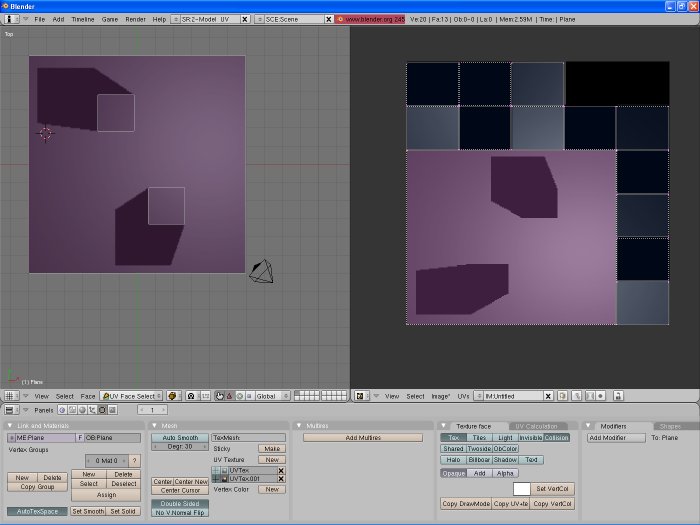 Blender
File Add Timeline Game Render Help SR:2-Model UV SCE:Scene www.blender.org 245 Ve:20 | Fa:13 | Ob:0-0 | La:0 | Mem:2.59M | Time: | Plane
Top
(1) Plane
View Select Face UV Face Select Global
View Select Image* UVs IM:Untitled
Panels 1
Link and Materials
ME:Plane F OB:Plane
Vertex Groups
0 Mat 0 ?
New Delete New Delete
Copy Group Select Deselect
Assign
AutoTexSpace Set Smooth Set Solid
Mesh
Auto Smooth TexMesh:
Degr: 30 Sticky Make
UV Texture New
UVTex
Center Center New UVTex.001
Center Cursor Vertex Color New
Double Sided
No V.Normal Flip
Multires
Add Multires
Texture face UV Calculation
Tex Tiles Light Invisible Collision
Shared Twoside ObColor
Halo Billboar Shadow Text
Opaque Add Alpha
Set VertCol
Copy DrawMode Copy UV+te Copy VertCol
Modifiers Shapes
Add Modifier To: Plane